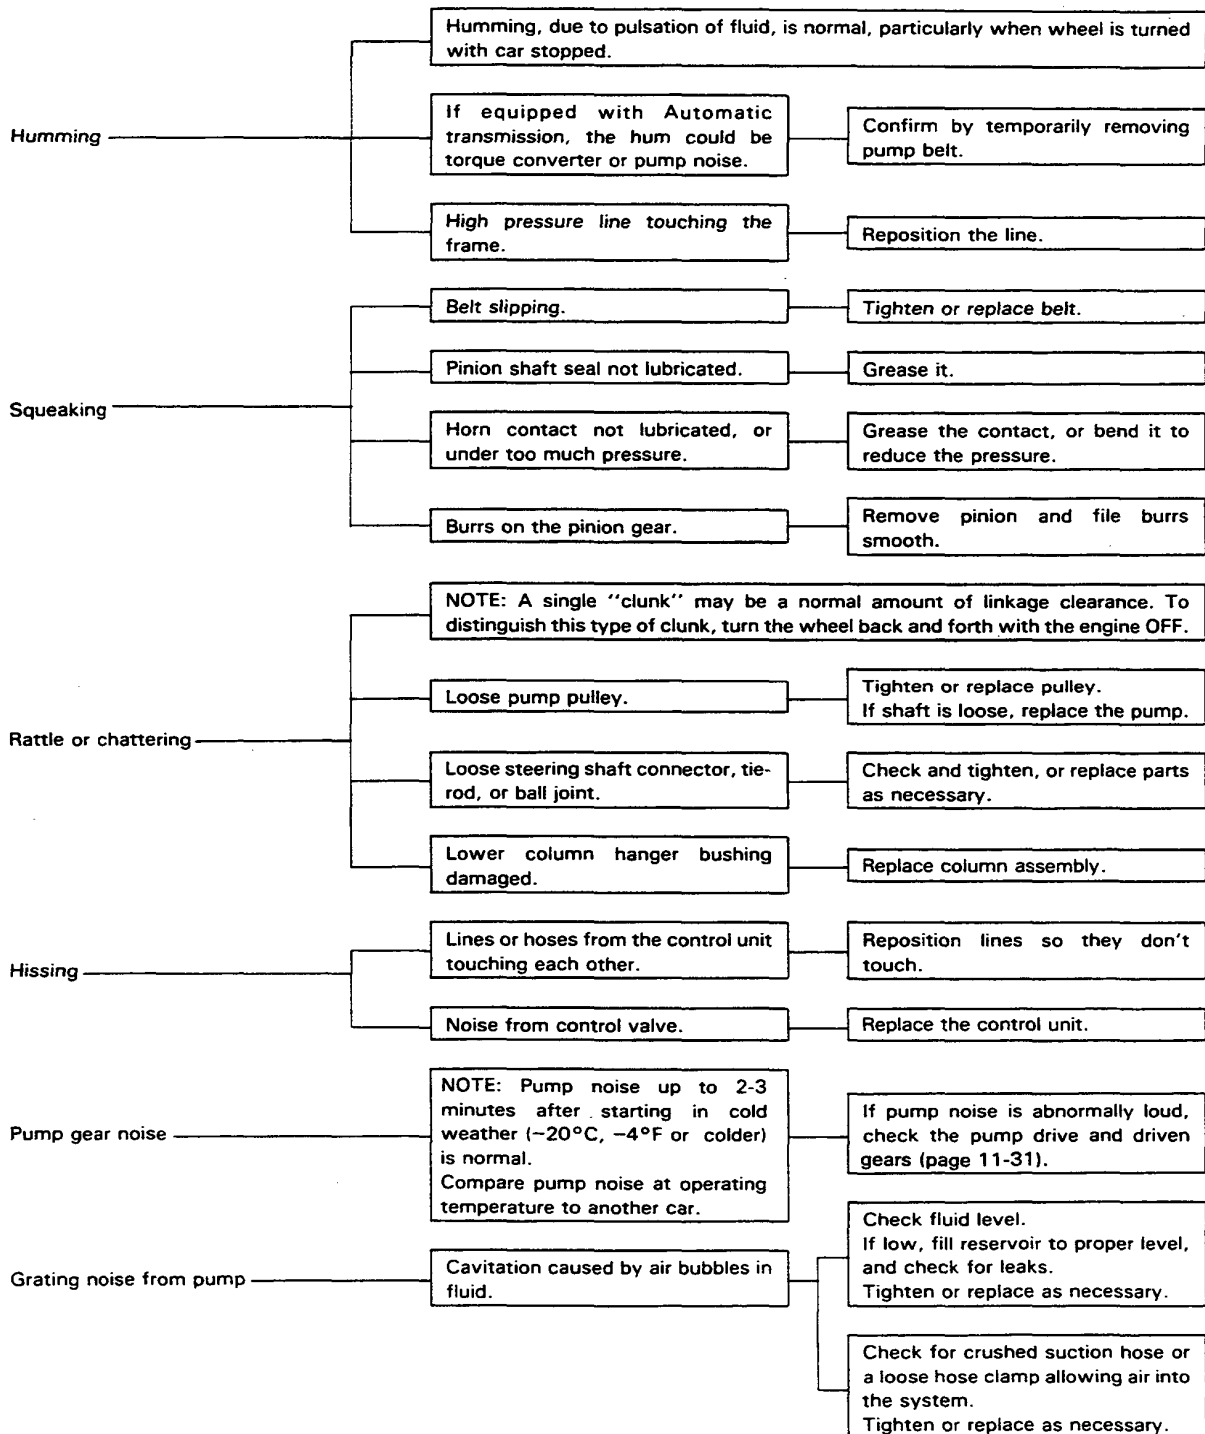 Humming
Humming, due to pulsation of fluid, is normal, particularly when wheel is turned
with car stopped.
If equipped with Automatic
transmission, the hum could be
torque converter or pump noise.
Confirm by temporarily removing
pump belt.
High pressure line touching the
frame.
Reposition the line.
Squeaking
Belt slipping.
Tighten or replace belt.
Pinion shaft seal not lubricated.
Grease it.
Horn contact not lubricated, or
under too much pressure.
Grease the contact, or bend it to
reduce the pressure.
Burrs on the pinion gear.
Remove pinion and file burrs
smooth.
Rattle or chattering
NOTE: A single "clunk" may be a normal amount of linkage clearance. To
distinguish this type of clunk, turn the wheel back and forth with the engine OFF.
Loose pump pulley.
Tighten or replace pulley.
If shaft is loose, replace the pump.
Loose steering shaft connector, tie-
rod, or ball joint.
Check and tighten, or replace parts
as necessary.
Lower column hanger bushing
damaged.
Replace column assembly.
Hissing
Lines or hoses from the control unit
touching each other.
Reposition lines so they don't
touch.
Noise from control valve.
Replace the control unit.
Pump gear noise
NOTE: Pump noise up to 2-3
minutes after starting in cold
weather (−20°C, −4°F or colder)
is normal.
Compare pump noise at operating
temperature to another car.
If pump noise is abnormally loud,
check the pump drive and driven
gears (page 11-31).
Grating noise from pump
Cavitation caused by air bubbles in
fluid.
Check fluid level.
If low, fill reservoir to proper level,
and check for leaks.
Tighten or replace as necessary.
Check for crushed suction hose or
a loose hose clamp allowing air into
the system.
Tighten or replace as necessary.